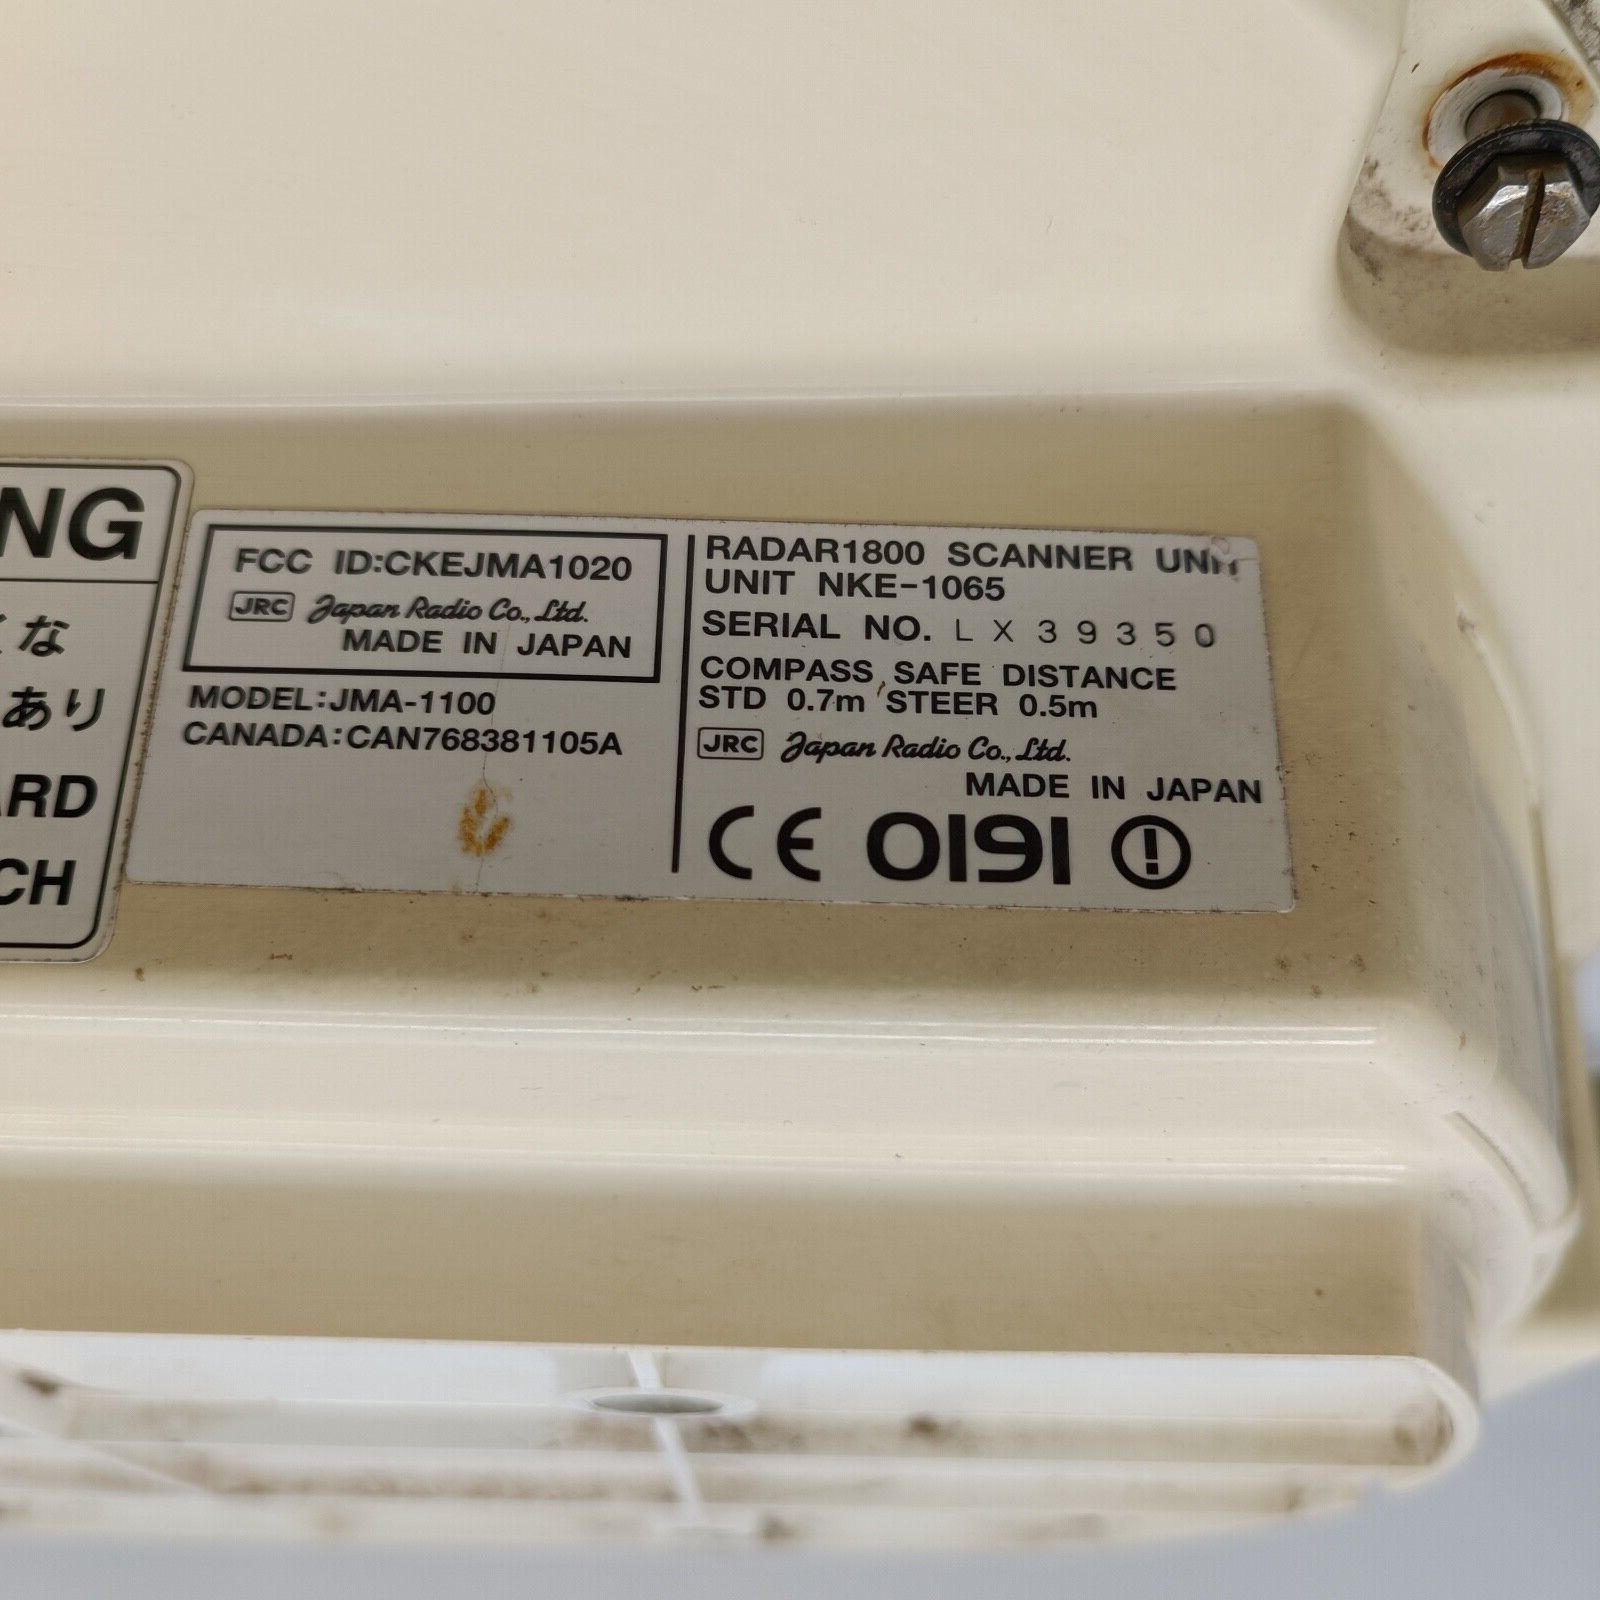 NG
な
あり
ARD
CH
FCC ID:CKEJMA1020
JRC Japan Radio Co., Ltd.
MADE IN JAPAN
MODEL:JMA-1100
CANADA:CAN768381105A
RADAR1800 SCANNER UNIT
UNIT NKE-1065
SERIAL NO. LX39350
COMPASS SAFE DISTANCE
STD 0.7m STEER 0.5m
JRC Japan Radio Co., Ltd.
MADE IN JAPAN
CE 0191 !